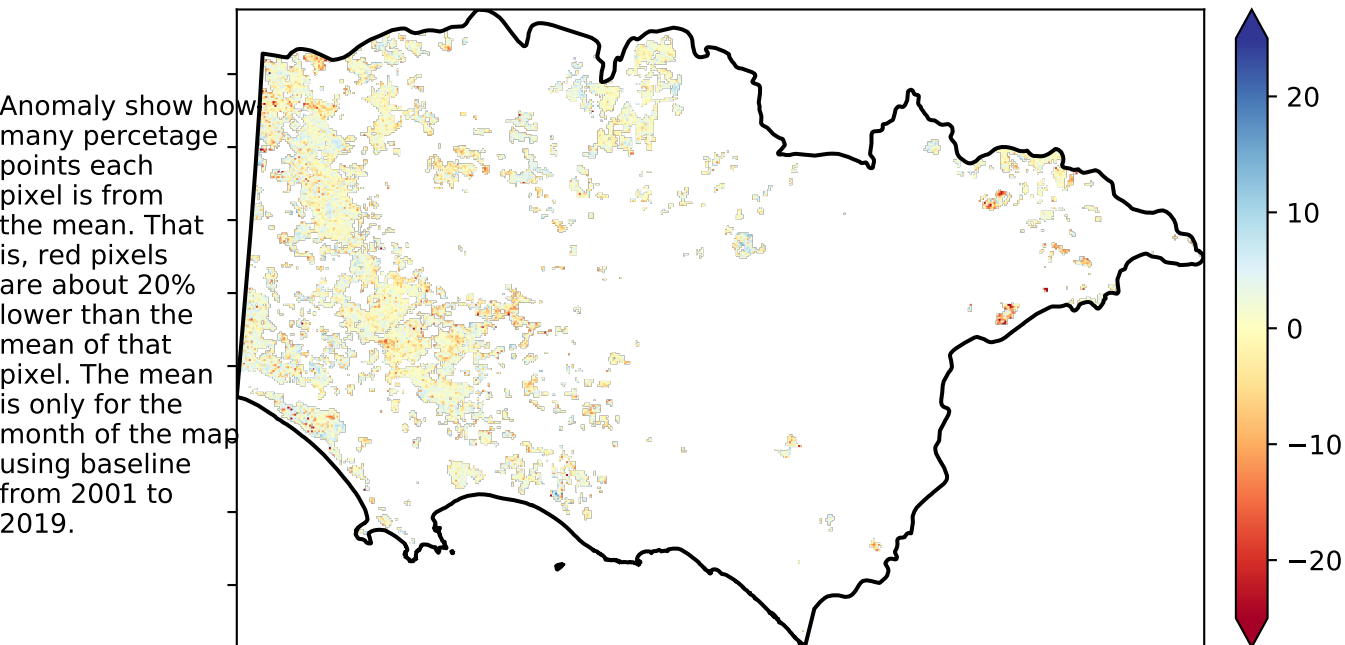 Anomaly show how
many percetage
points each
pixel is from
the mean. That
is, red pixels
are about 20%
lower than the
mean of that
pixel. The mean
is only for the
month of the map
using baseline
from 2001 to
2019.
20
10
0
−10
−20